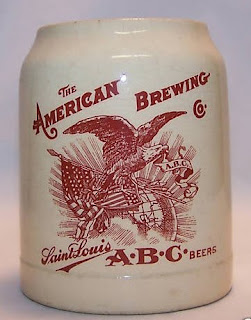 THE
AMERICAN BREWING
CO.
A.B.C.
Saint Louis A·B·C· BEERS